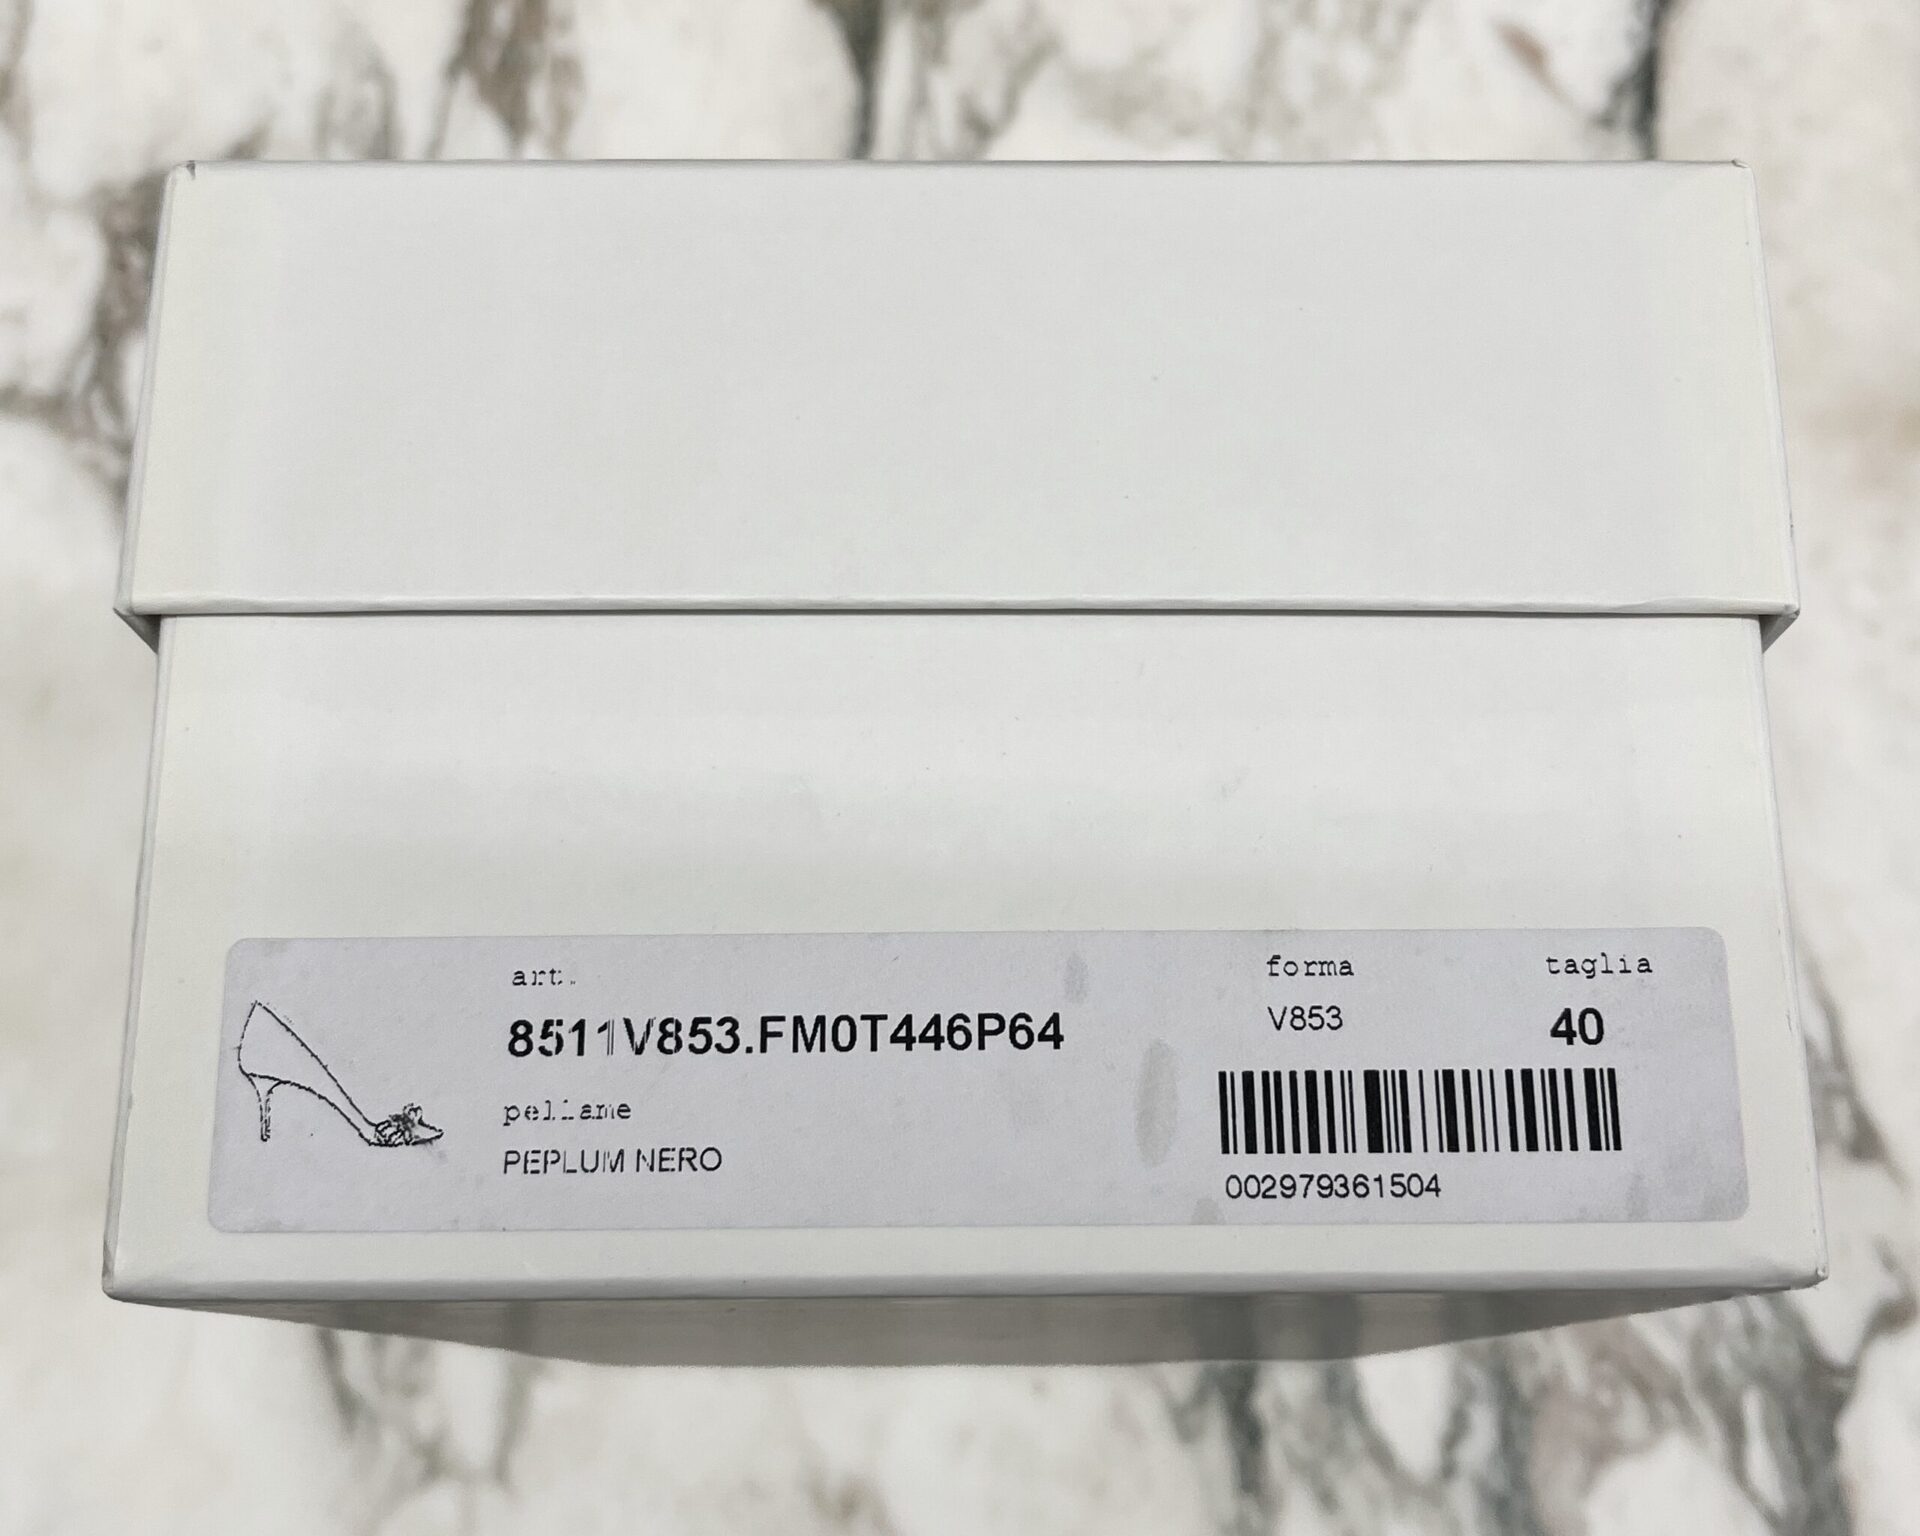 art.
8511V853.FM0T446P64
pellame
PEPLUM NERO
forma
V853
taglia
40
002979361504